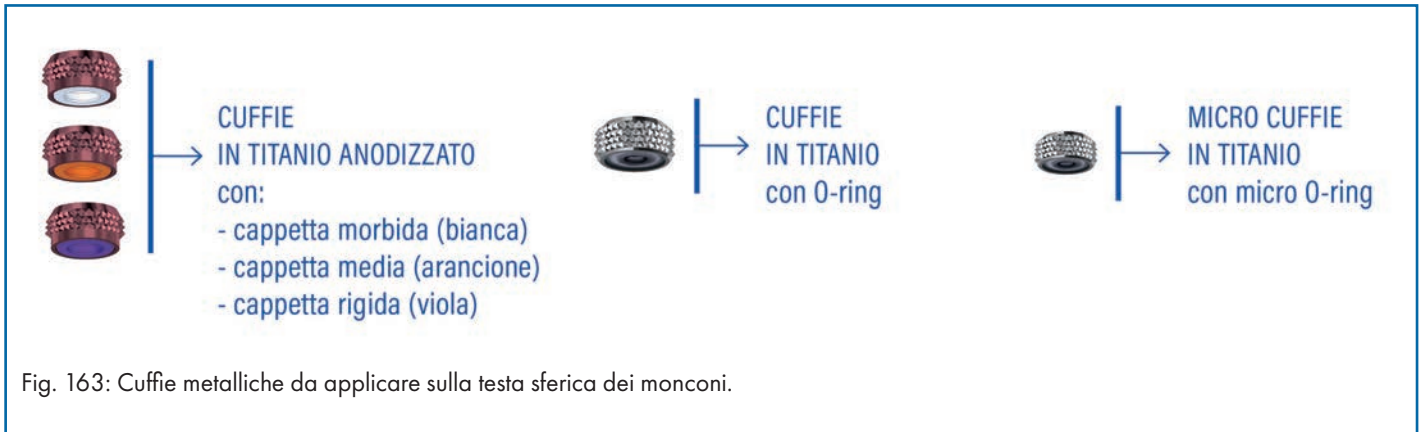 CUFFIE
IN TITANIO ANODIZZATO
con:
- cappetta morbida (bianca)
- cappetta media (arancione)
- cappetta rigida (viola)
CUFFIE
IN TITANIO
con O-ring
MICRO CUFFIE
IN TITANIO
con micro O-ring
Fig. 163: Cuffie metalliche da applicare sulla testa sferica dei monconi.